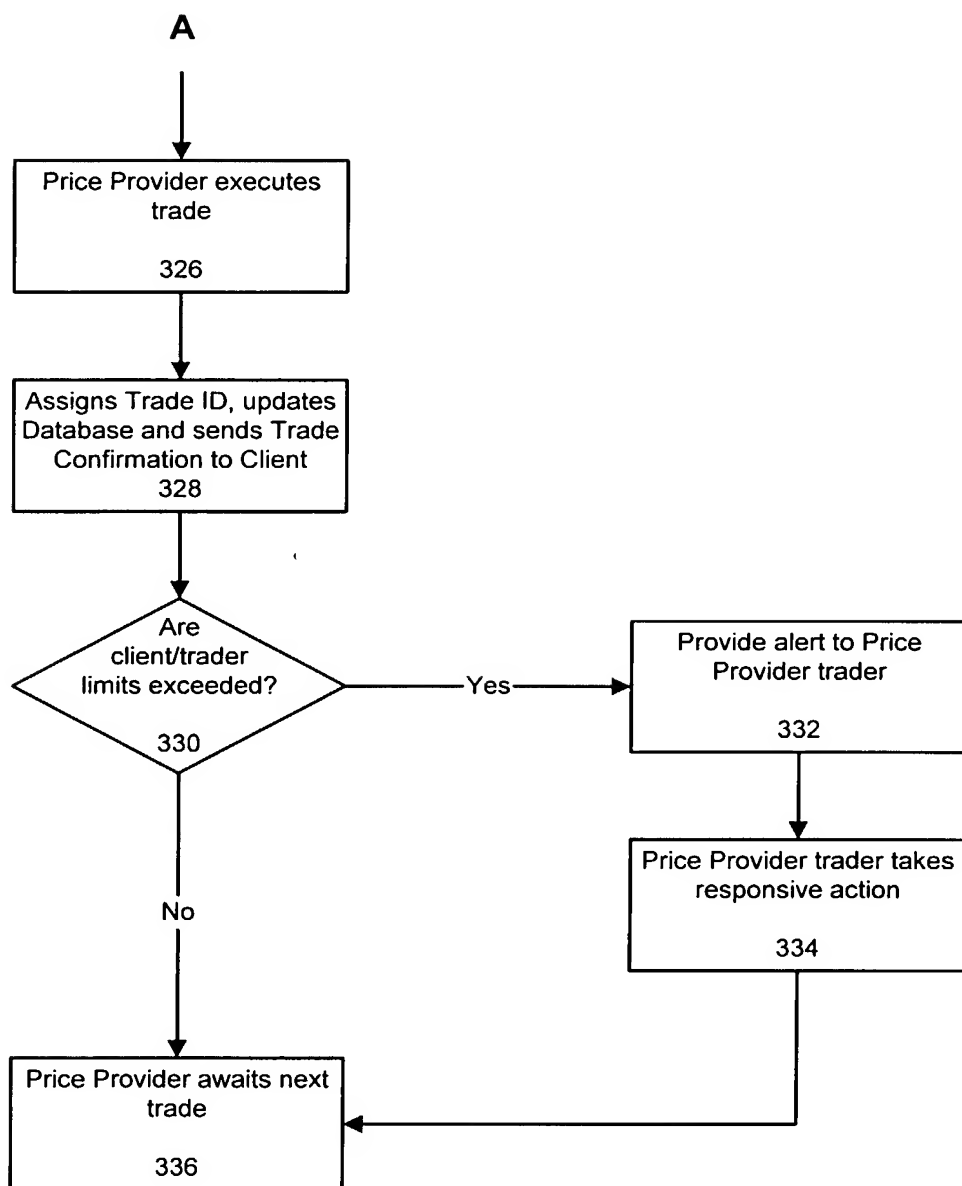 A
Price Provider executes
trade
326
Assigns Trade ID, updates
Database and sends Trade
Confirmation to Client
328
Are
client/trader
limits exceeded?
330
Yes
Provide alert to Price
Provider trader
332
Price Provider trader takes
responsive action
334
No
Price Provider awaits next
trade
336